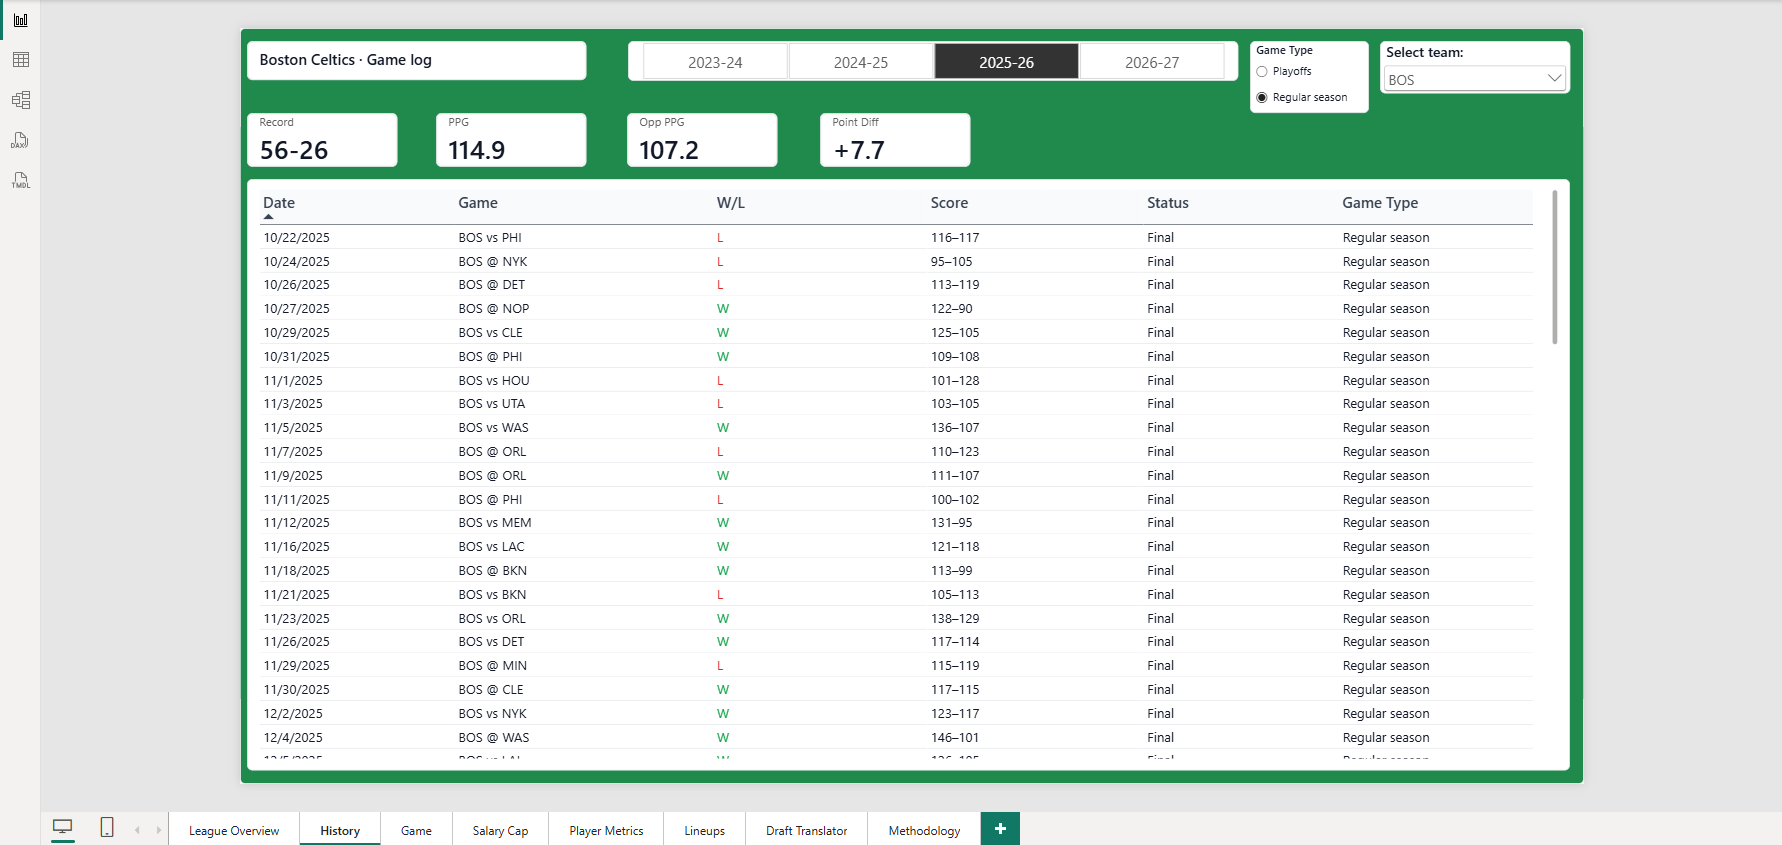 Boston Celtics · Game log
2023-24 2024-25 2025-26 2026-27
Game Type
Playoffs
Regular season
Select team:
BOS
Record
56-26
PPG
114.9
Opp PPG
107.2
Point Diff
+7.7
Date Game W/L Score Status Game Type
10/22/2025 BOS vs PHI L 116–117 Final Regular season
10/24/2025 BOS @ NYK L 95–105 Final Regular season
10/26/2025 BOS @ DET L 113–119 Final Regular season
10/27/2025 BOS @ NOP W 122–90 Final Regular season
10/29/2025 BOS vs CLE W 125–105 Final Regular season
10/31/2025 BOS @ PHI W 109–108 Final Regular season
11/1/2025 BOS vs HOU L 101–128 Final Regular season
11/3/2025 BOS vs UTA L 103–105 Final Regular season
11/5/2025 BOS vs WAS W 136–107 Final Regular season
11/7/2025 BOS @ ORL L 110–123 Final Regular season
11/9/2025 BOS @ ORL W 111–107 Final Regular season
11/11/2025 BOS @ PHI L 100–102 Final Regular season
11/12/2025 BOS vs MEM W 131–95 Final Regular season
11/16/2025 BOS vs LAC W 121–118 Final Regular season
11/18/2025 BOS @ BKN W 113–99 Final Regular season
11/21/2025 BOS vs BKN L 105–113 Final Regular season
11/23/2025 BOS vs ORL W 138–129 Final Regular season
11/26/2025 BOS vs DET W 117–114 Final Regular season
11/29/2025 BOS @ MIN L 115–119 Final Regular season
11/30/2025 BOS @ CLE W 117–115 Final Regular season
12/2/2025 BOS vs NYK W 123–117 Final Regular season
12/4/2025 BOS @ WAS W 146–101 Final Regular season
DAX
TMDL
League Overview History Game Salary Cap Player Metrics Lineups Draft Translator Methodology +